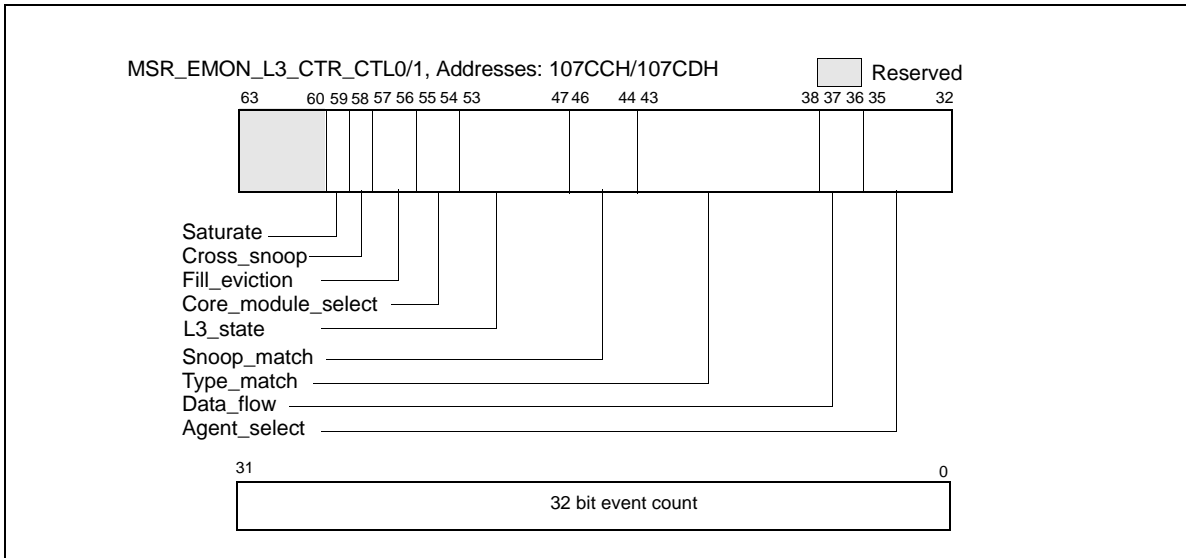 MSR_EMON_L3_CTR_CTL0/1, Addresses: 107CCH/107CDH
Reserved
63 60 59 58 57 56 55 54 53 47 46 44 43 38 37 36 35 32
Saturate
Cross_snoop
Fill_eviction
Core_module_select
L3_state
Snoop_match
Type_match
Data_flow
Agent_select
31 0
32 bit event count